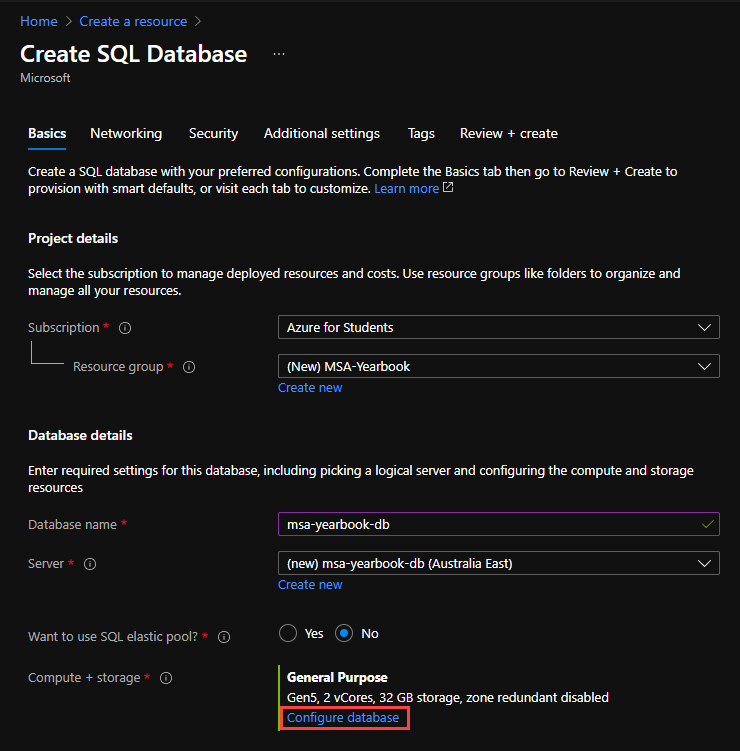 Home > Create a resource >
Create SQL Database ...
Microsoft
Basics Networking Security Additional settings Tags Review + create
Create a SQL database with your preferred configurations. Complete the Basics tab then go to Review + Create to
provision with smart defaults, or visit each tab to customize. Learn more
Project details
Select the subscription to manage deployed resources and costs. Use resource groups like folders to organize and
manage all your resources.
Subscription * Azure for Students
Resource group * (New) MSA-Yearbook
Create new
Database details
Enter required settings for this database, including picking a logical server and configuring the compute and storage
resources
Database name * msa-yearbook-db
Server * (new) msa-yearbook-db (Australia East)
Create new
Want to use SQL elastic pool? * Yes No
Compute + storage * General Purpose
Gen5, 2 vCores, 32 GB storage, zone redundant disabled
Configure database